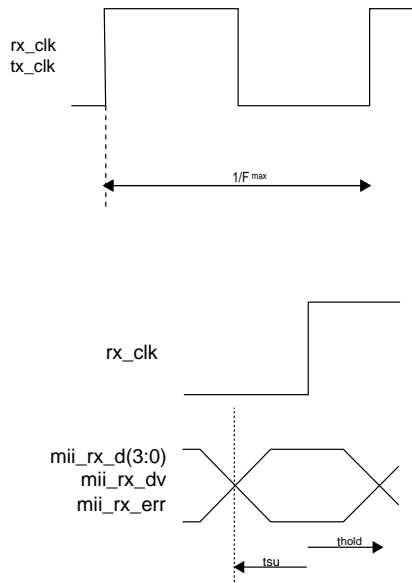 rx_clk
tx_clk
1/F max
rx_clk
mii_rx_d(3:0)
mii_rx_dv
mii_rx_err
thold
tsu